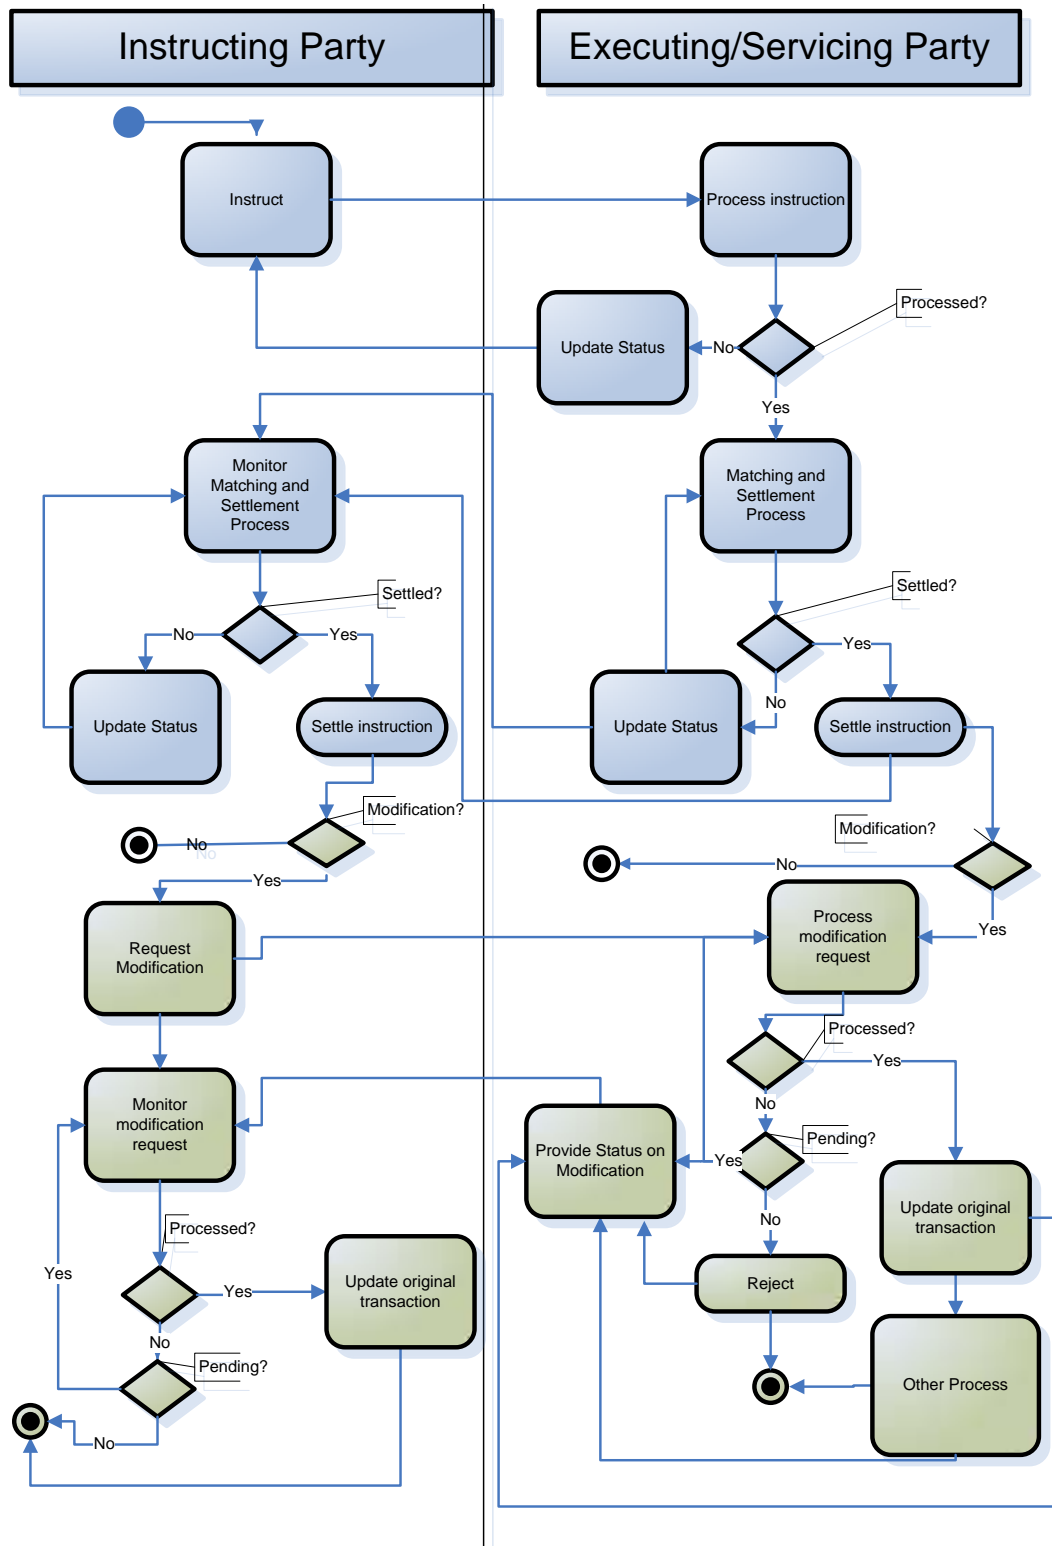 Instructing Party
Executing/Servicing Party
Instruct
Process instruction
Processed?
Update Status
No
Yes
Monitor
Matching and
Settlement
Process
Matching and
Settlement
Process
Settled?
Settled?
No
Yes
Yes
No
Update Status
Settle instruction
Update Status
Settle instruction
Modification?
Modification?
No
No
Yes
Yes
Request
Modification
Process
modification
request
Processed?
Yes
No
Monitor
modification
request
Provide Status on
Modification
Pending?
Yes
No
Update original
transaction
Processed?
Yes
Yes
Update original
transaction
Reject
No
Pending?
Other Process
No